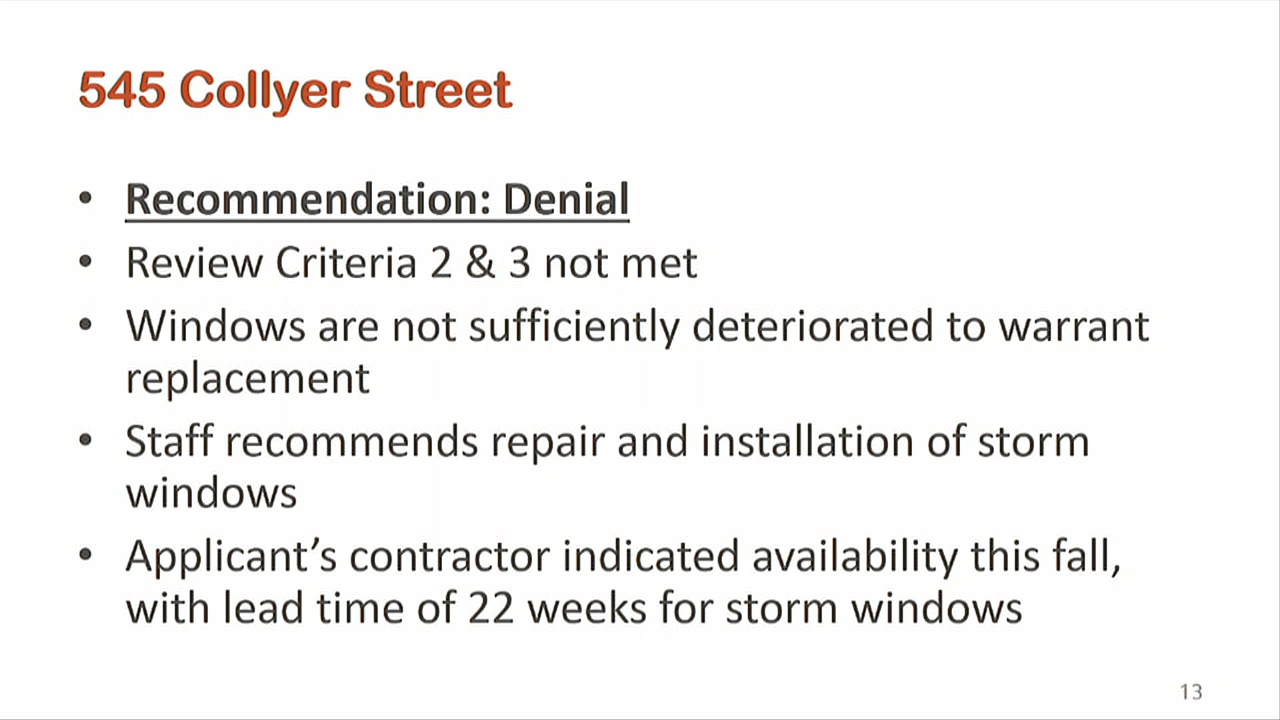 545 Collyer Street
• Recommendation: Denial
• Review Criteria 2 & 3 not met
• Windows are not sufficiently deteriorated to warrant
replacement
• Staff recommends repair and installation of storm
windows
• Applicant’s contractor indicated availability this fall,
with lead time of 22 weeks for storm windows
13